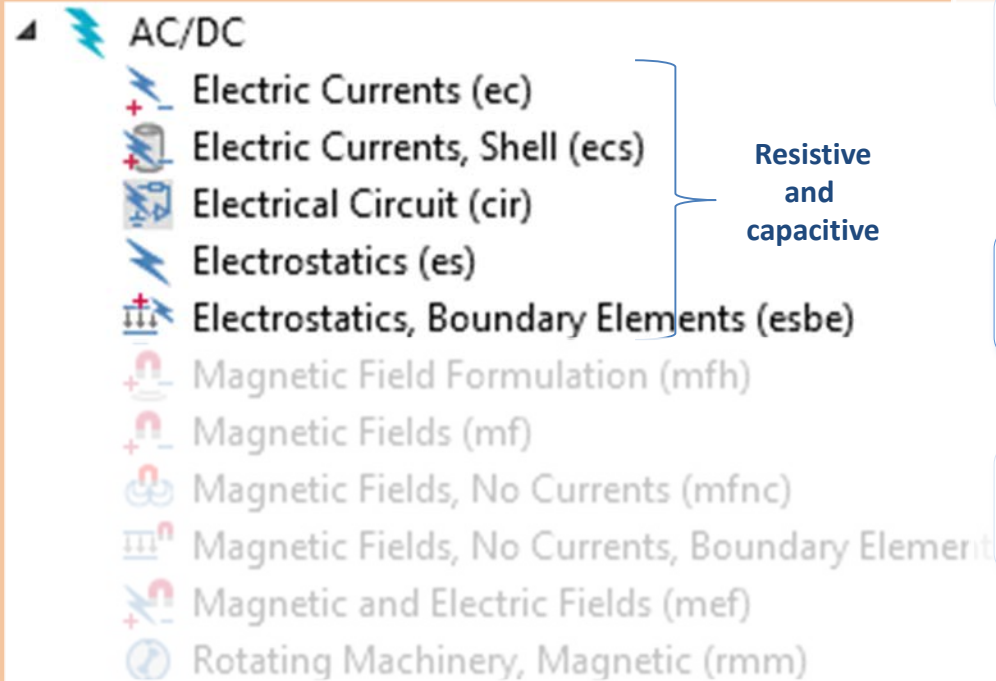 AC/DC
Electric Currents (ec)
Electric Currents, Shell (ecs)
Electrical Circuit (cir)
Electrostatics (es)
Electrostatics, Boundary Elements (esbe)
Magnetic Field Formulation (mfh)
Magnetic Fields (mf)
Magnetic Fields, No Currents (mfnc)
Magnetic Fields, No Currents, Boundary Element
Magnetic and Electric Fields (mef)
Rotating Machinery, Magnetic (rmm)
Resistive
and
capacitive